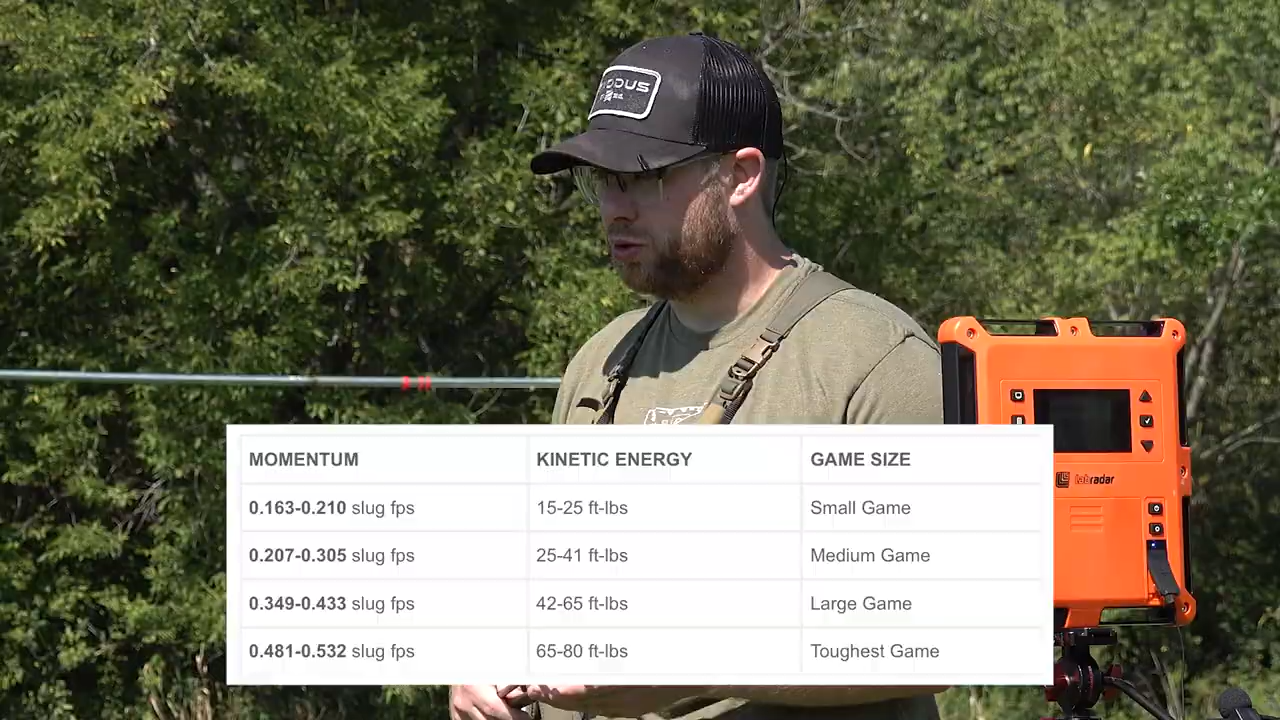 labradar
MOMENTUM KINETIC ENERGY GAME SIZE
0.163-0.210 slug fps 15-25 ft-lbs Small Game
0.207-0.305 slug fps 25-41 ft-lbs Medium Game
0.349-0.433 slug fps 42-65 ft-lbs Large Game
0.481-0.532 slug fps 65-80 ft-lbs Toughest Game